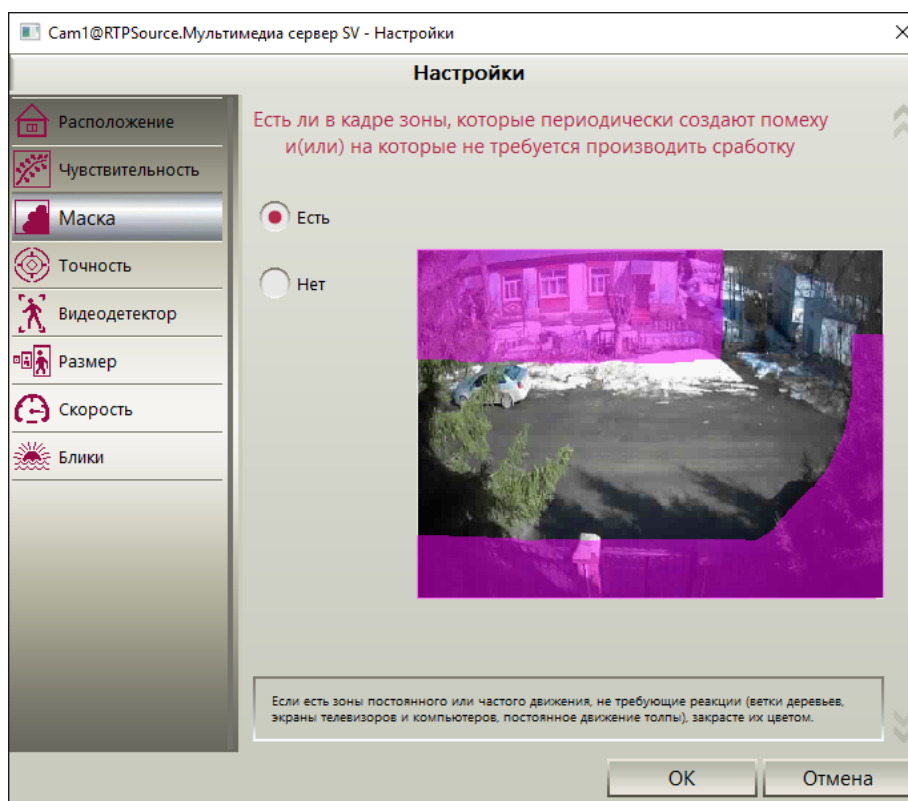 Cam1@RTPSource.Мультимедиа сервер SV - Настройки
Настройки
Расположение
Чувствительность
Маска
Точность
Видеодетектор
Размер
Скорость
Блики
Есть ли в кадре зоны, которые периодически создают помеху
и(или) на которые не требуется производить сработку
Есть
Нет
Если есть зоны постоянного или частого движения, не требующие реакции (ветки деревьев,
экраны телевизоров и компьютеров, постоянное движение толпы), закрасте их цветом.
ОК
Отмена